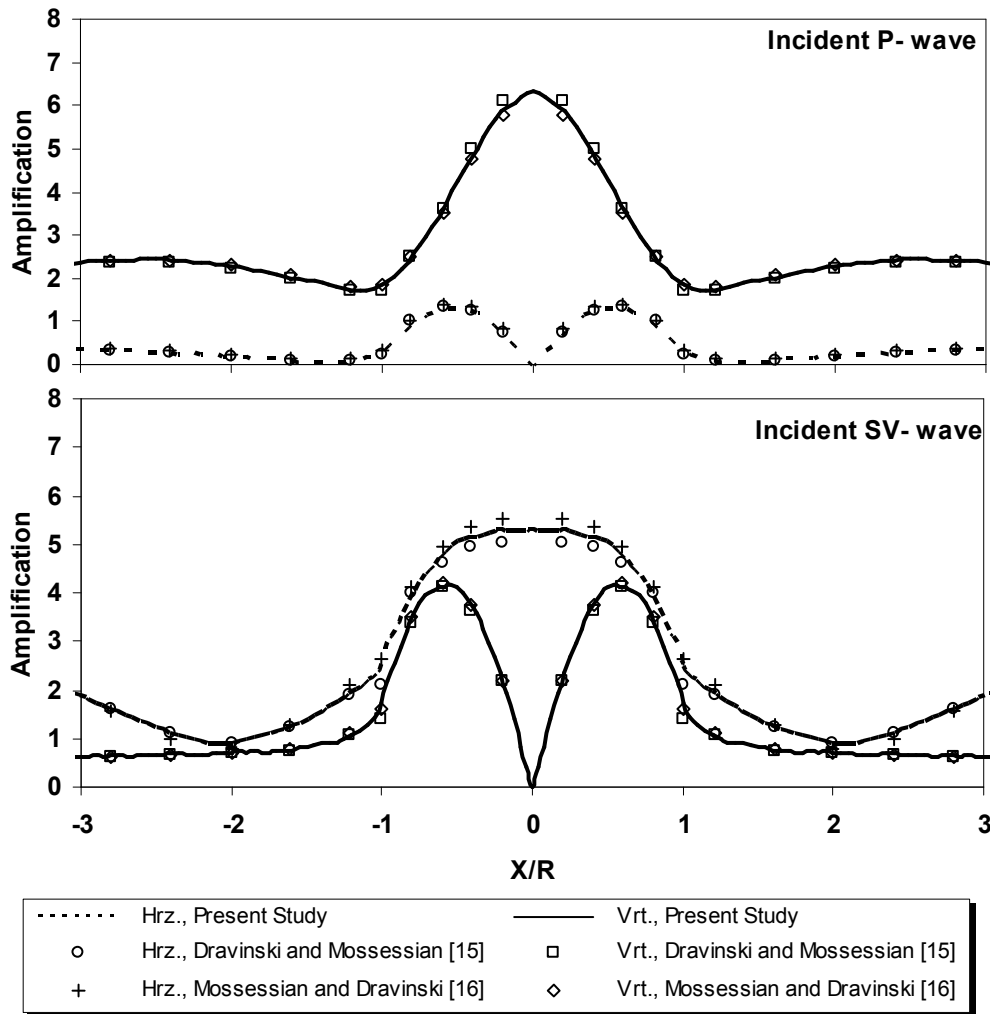 8
7
6
5
4
3
2
1
0
Amplification
Incident P- wave
8
7
6
5
4
3
2
1
0
Amplification
Incident SV- wave
-3 -2 -1 0 1 2 3
X/R
Hrz., Present Study
Vrt., Present Study
Hrz., Dravinski and Mossessian [15]
Vrt., Dravinski and Mossessian [15]
Hrz., Mossessian and Dravinski [16]
Vrt., Mossessian and Dravinski [16]